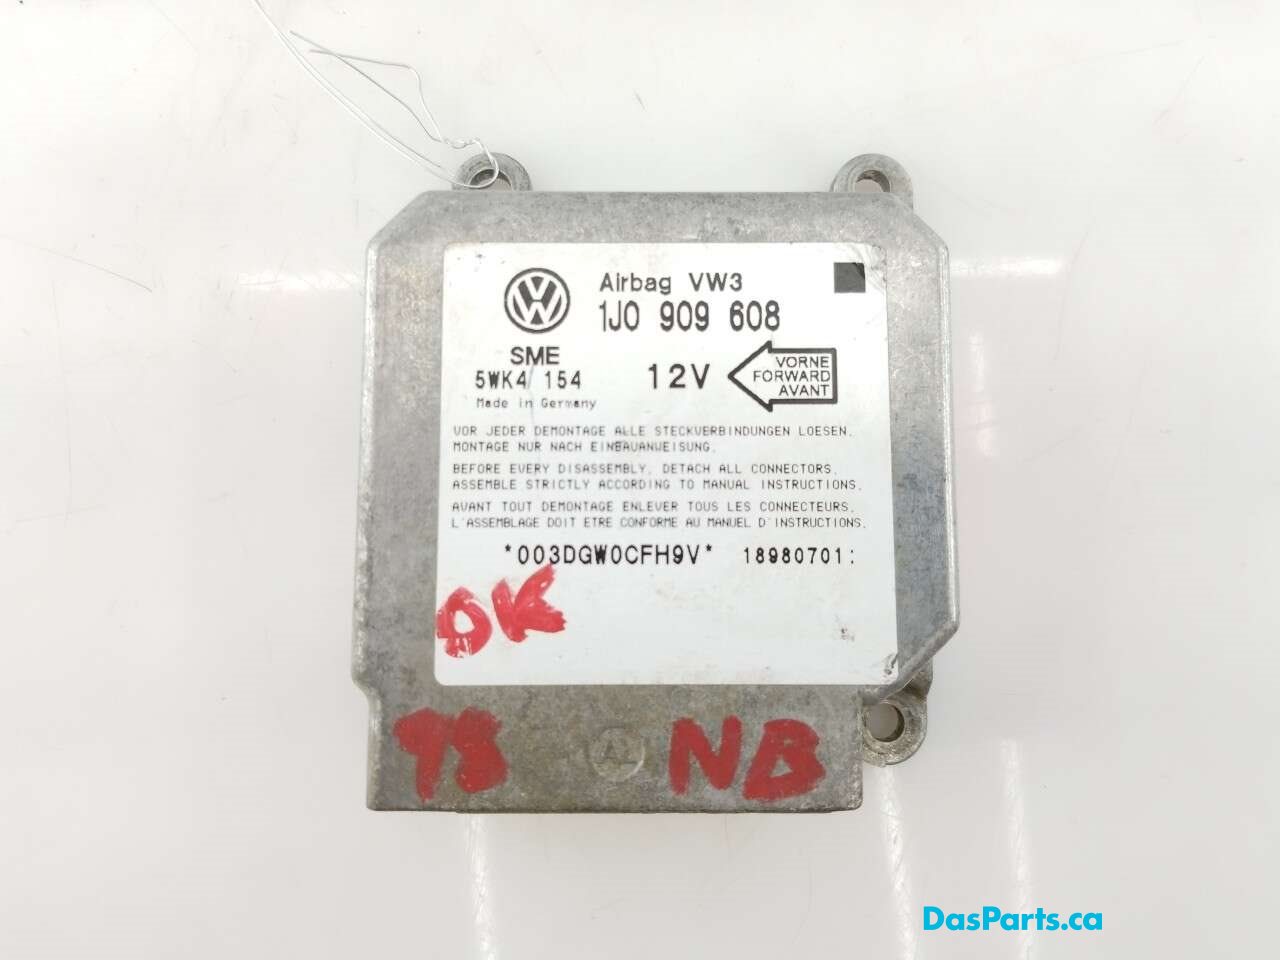 Airbag VW3
1J0 909 608
SME
5WK4 154
12V
VORNE
FORWARD
AVANT
Made in Germany
VOR JEDER DEMONTAGE ALLE STECKVERBINDUNGEN LOESEN.
MONTAGE NUR NACH EINBAUANWEISUNG.
BEFORE EVERY DISASSEMBLY, DETACH ALL CONNECTORS.
ASSEMBLE STRICTLY ACCORDING TO MANUAL INSTRUCTIONS.
AVANT TOUT DEMONTAGE ENLEVER TOUS LES CONNECTEURS.
L'ASSEMBLAGE DOIT ETRE CONFORME AU MANUEL D'INSTRUCTIONS.
*003DGW0CFH9V* 18980701:
OK
98 NB
DasParts.ca